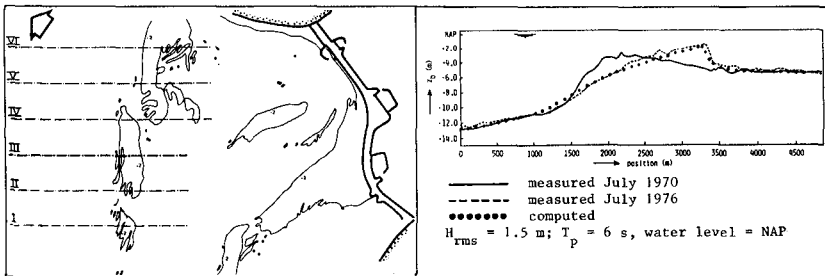 VI
V
IV
III
II
I
NAP
-2.0
-4.0
-6.0
-8.0
-10.0
-12.0
-14.0
z_b (m)
0 500 1000 1500 2000 2500 3000 3500 4000 4500
position (m)
measured July 1970
measured July 1976
computed
H_rms = 1.5 m; T_p = 6 s, water level = NAP